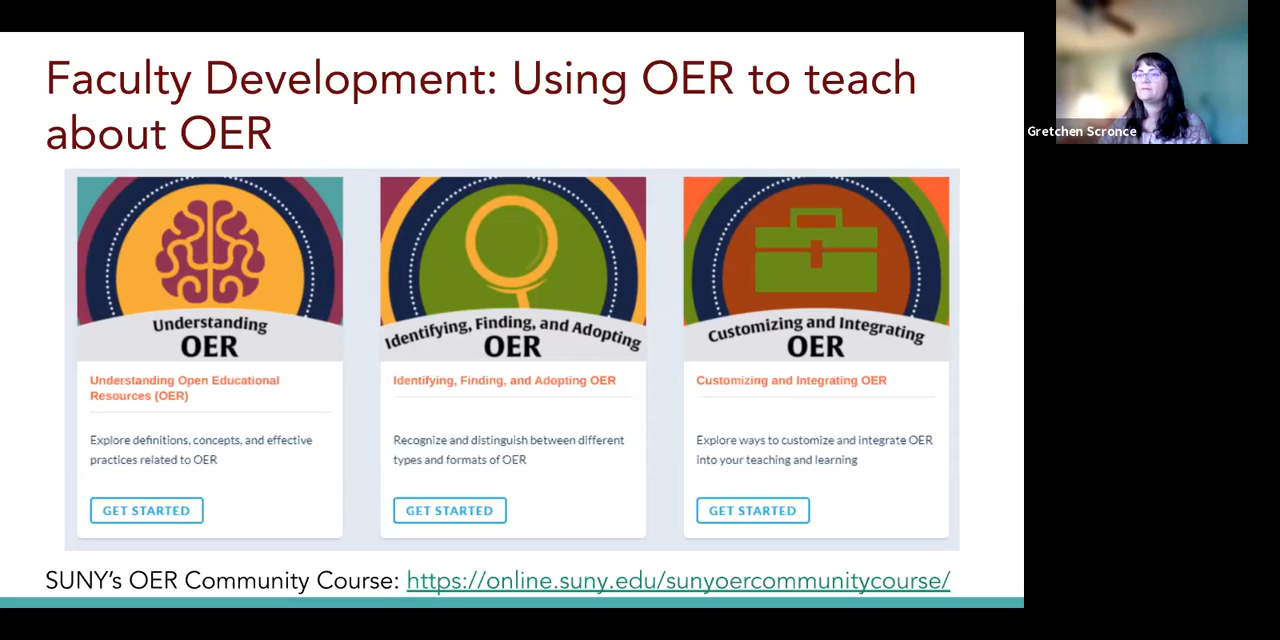 Faculty Development: Using OER to teach
about OER
Understanding
OER
Understanding Open Educational
Resources (OER)
Explore definitions, concepts, and effective
practices related to OER
GET STARTED
Identifying, Finding, and Adopting
OER
Identifying, Finding, and Adopting OER
Recognize and distinguish between different
types and formats of OER
GET STARTED
Customizing and Integrating
OER
Customizing and Integrating OER
Explore ways to customize and integrate OER
into your teaching and learning
GET STARTED
SUNY’s OER Community Course: https://online.suny.edu/sunyoercommunitycourse/
Gretchen Scronce